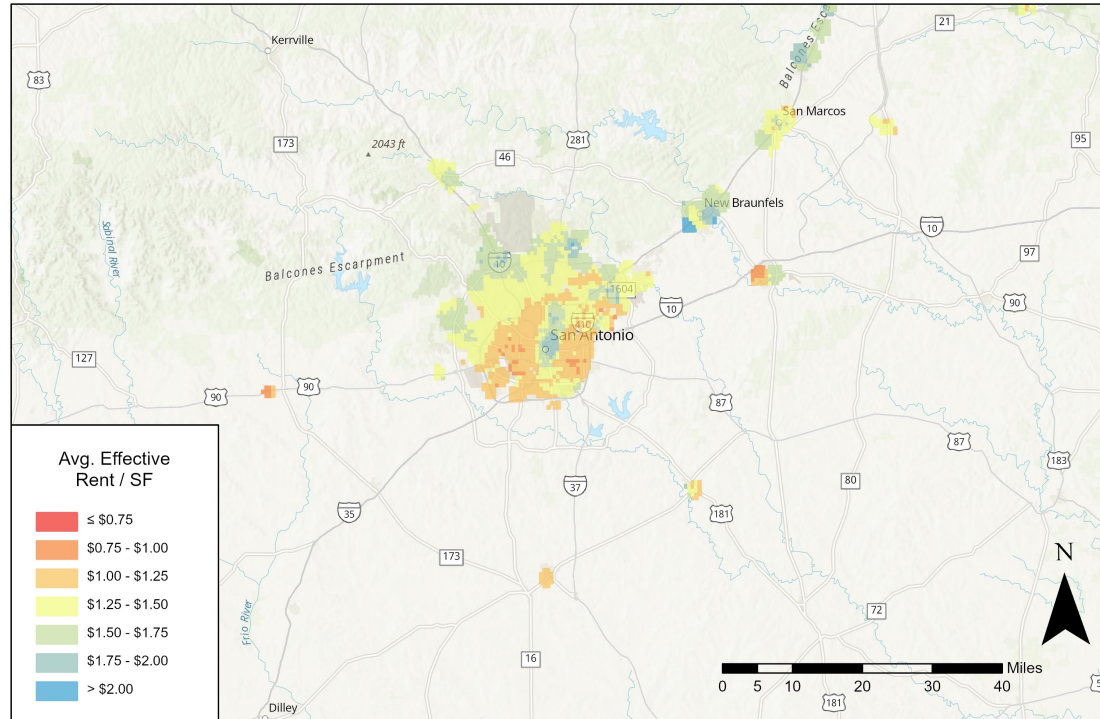 Kerrville
21
83
Balcones Esca
San Marcos
281
173
2043 ft
95
46
New Braunfels
Sabinal River
10
97
Balcones Escarpment
10
1604
90
10
410
San Antonio
127
90
90
87
87
183
Avg. Effective
Rent / SF
≤ $0.75
$0.75 - $1.00
$1.00 - $1.25
$1.25 - $1.50
$1.50 - $1.75
$1.75 - $2.00
> $2.00
37
80
35
181
173
N
72
Frio River
16
Miles
0 5 10 20 30 40
181
5
Dilley